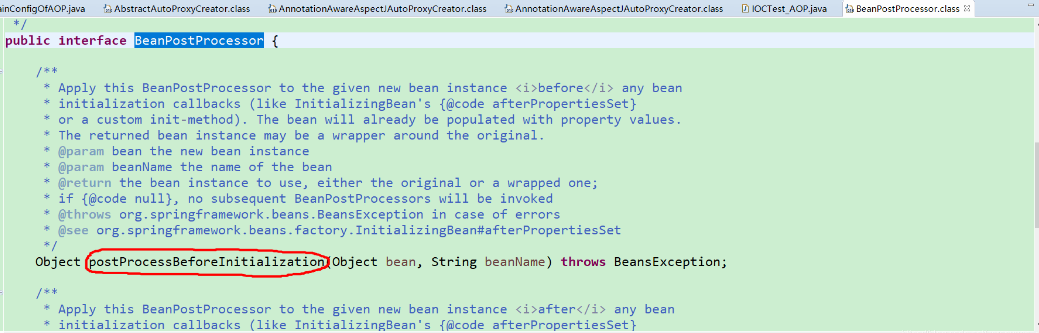 ainConfigOfAOP.java AbstractAutoProxyCreator.class AnnotationAwareAspectJAutoProxyCreator.class AnnotationAwareAspectJAutoProxyCreator.class IOCTest_AOP.java BeanPostProcessor.class
*/
public interface BeanPostProcessor {
/**
* Apply this BeanPostProcessor to the given new bean instance <i>before</i> any bean
* initialization callbacks (like InitializingBean's {@code afterPropertiesSet}
* or a custom init-method). The bean will already be populated with property values.
* The returned bean instance may be a wrapper around the original.
* @param bean the new bean instance
* @param beanName the name of the bean
* @return the bean instance to use, either the original or a wrapped one;
* if {@code null}, no subsequent BeanPostProcessors will be invoked
* @throws org.springframework.beans.BeansException in case of errors
* @see org.springframework.beans.factory.InitializingBean#afterPropertiesSet
*/
Object postProcessBeforeInitialization(Object bean, String beanName) throws BeansException;
/**
* Apply this BeanPostProcessor to the given new bean instance <i>after</i> any bean
* initialization callbacks (like InitializingBean's {@code afterPropertiesSet}